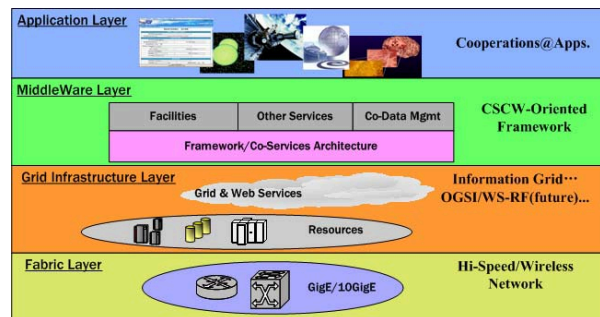 Application Layer
Cooperations@Apps.
MiddleWare Layer
Facilities
Other Services
Co-Data Mgmt
Framework/Co-Services Architecture
CSCW-Oriented
Framework
Grid Infrastructure Layer
Grid & Web Services
Resources
Information Grid…
OGSI/WS-RF(future)...
Fabric Layer
GigE/10GigE
Hi-Speed/Wireless
Network